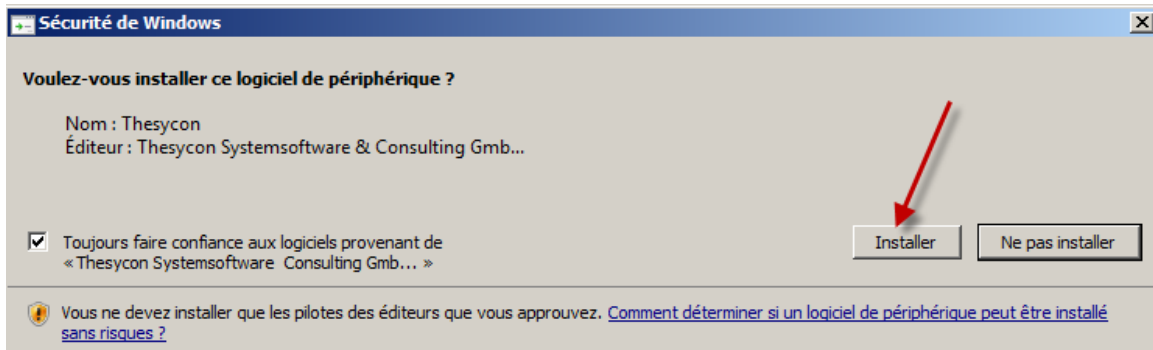 Sécurité de Windows
Voulez-vous installer ce logiciel de périphérique ?
Nom : Thesycon
Éditeur : Thesycon Systemsoftware & Consulting Gmb...
Toujours faire confiance aux logiciels provenant de
« Thesycon Systemsoftware  Consulting Gmb... »
Installer
Ne pas installer
Vous ne devez installer que les pilotes des éditeurs que vous approuvez. Comment déterminer si un logiciel de périphérique peut être installé
sans risques ?